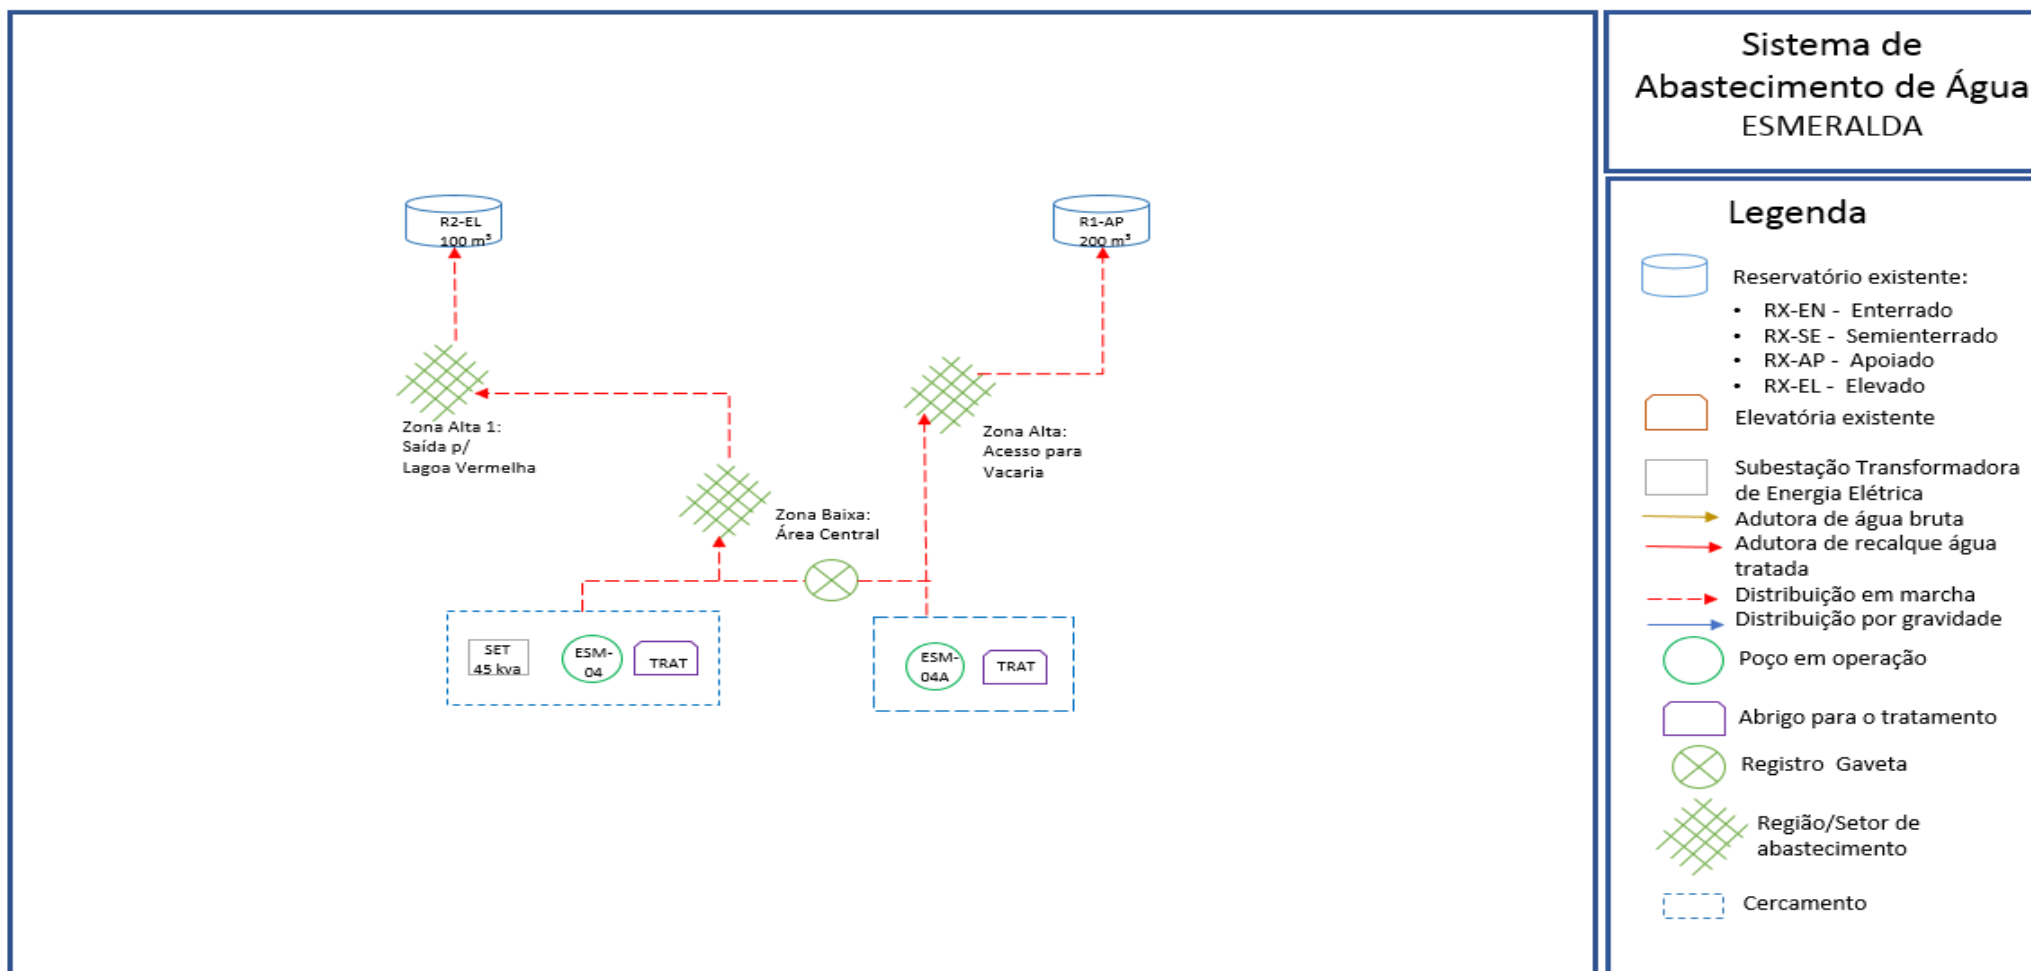 Sistema de
Abastecimento de Água
ESMERALDA
R2-EL
100 m³
R1-AP
200 m³
Zona Alta 1:
Saída p/
Lagoa Vermelha
Zona Alta:
Acesso para
Vacaria
Zona Baixa:
Área Central
SET
45 kva
ESM-
04
TRAT
ESM-
04A
TRAT
Legenda
Reservatório existente:
• RX-EN - Enterrado
• RX-SE - Semienterrado
• RX-AP - Apoiado
• RX-EL - Elevado
Elevatória existente
Subestação Transformadora
de Energia Elétrica
Adutora de água bruta
Adutora de recalque água
tratada
Distribuição em marcha
Distribuição por gravidade
Poço em operação
Abrigo para o tratamento
Registro Gaveta
Região/Setor de
abastecimento
Cercamento